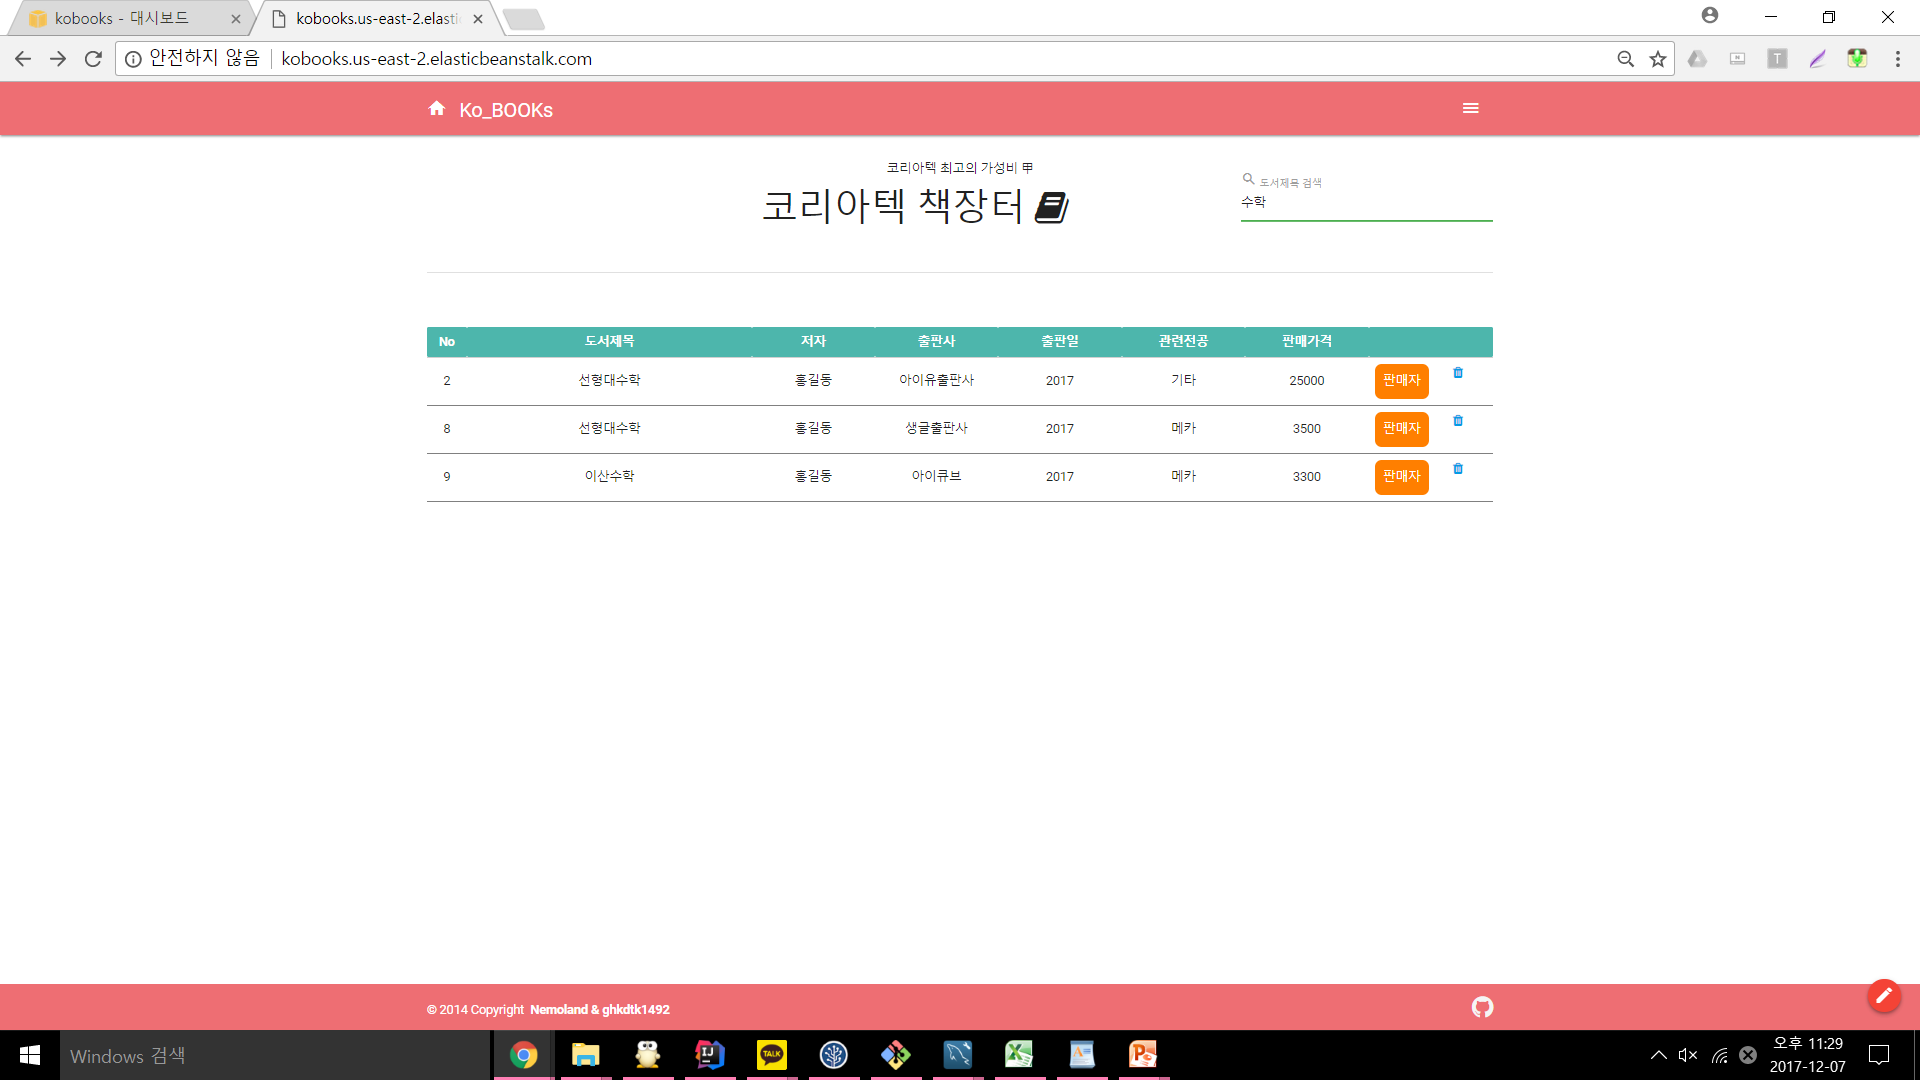 kobooks - 대시보드
kobooks.us-east-2.elasti
안전하지 않음 kobooks.us-east-2.elasticbeanstalk.com
Ko_BOOKs
코리아텍 최고의 가성비 甲
코리아텍 책장터
도서제목 검색
수학
No 도서제목 저자 출판사 출판일 관련전공 판매가격
2 선형대수학 홍길동 아이유출판사 2017 기타 25000 판매자
8 선형대수학 홍길동 생글출판사 2017 메카 3500 판매자
9 이산수학 홍길동 아이큐브 2017 메카 3300 판매자
© 2014 Copyright Nemoland & ghkdtk1492
Windows 검색
오후 11:29
2017-12-07
IJ
TALK
T